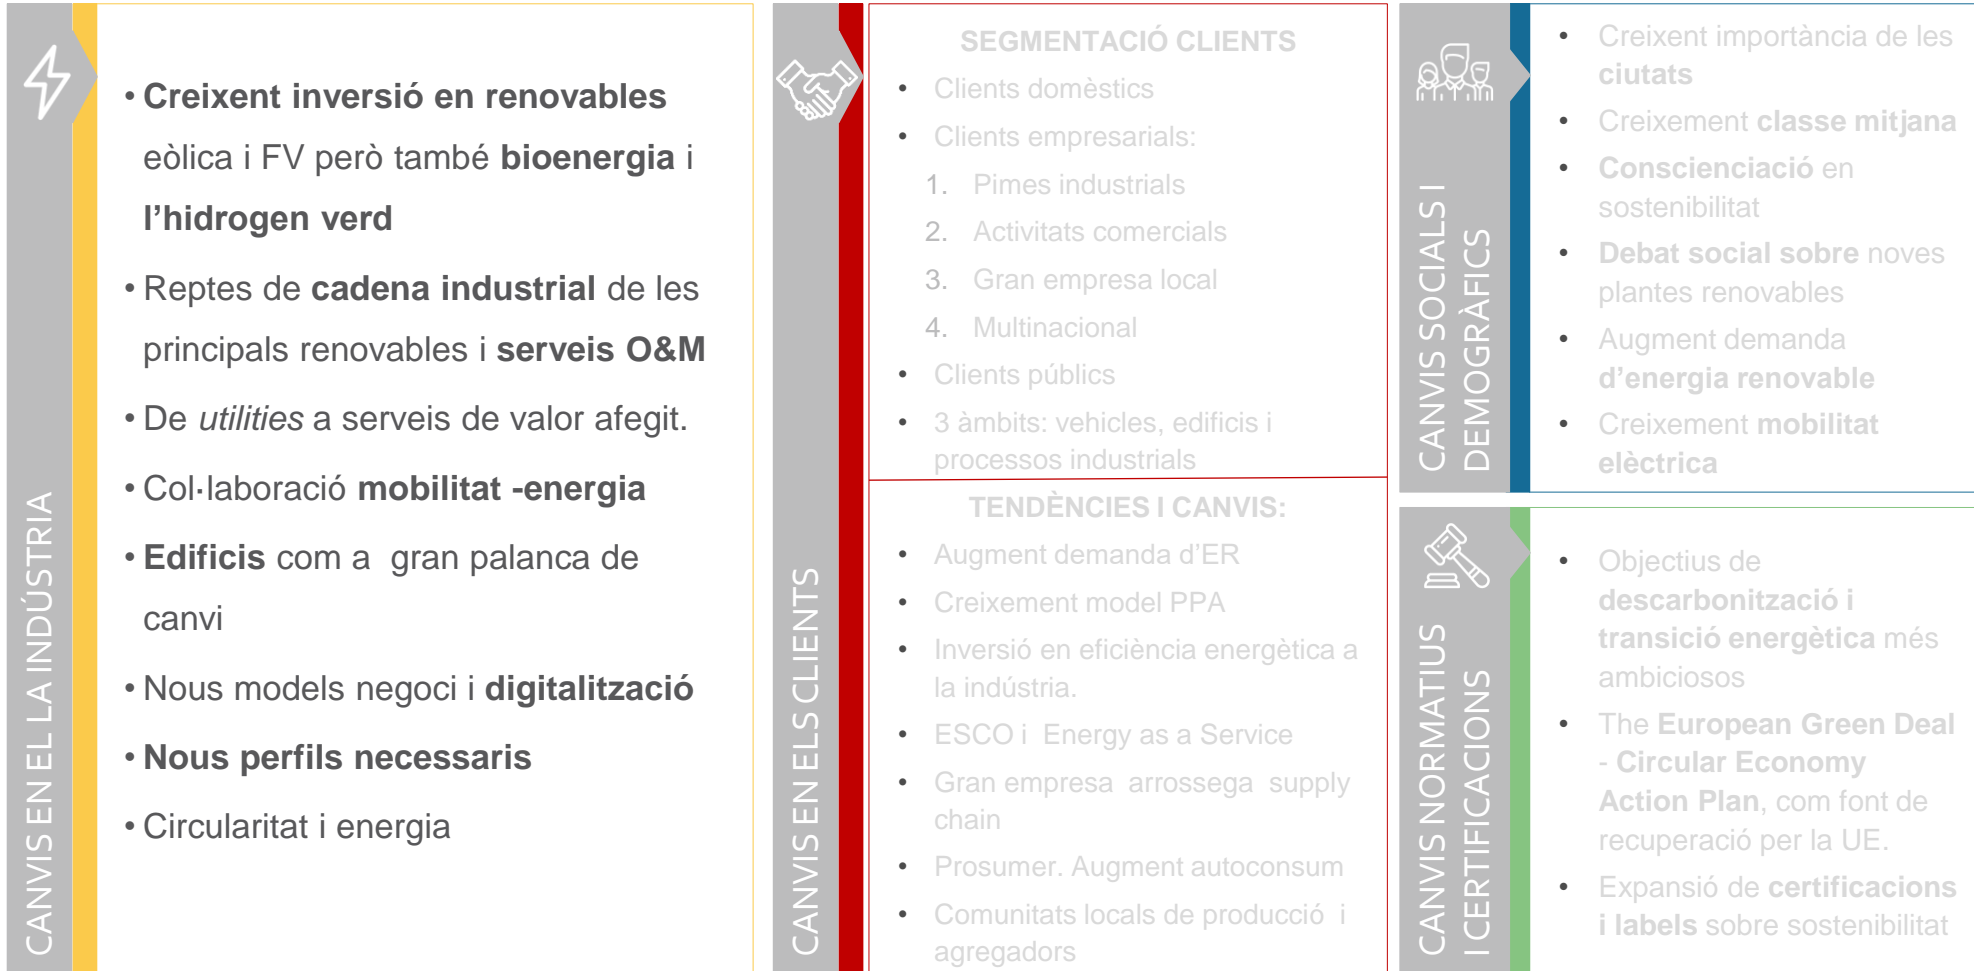 CANVIS EN EL LA INDÚSTRIA
• Creixent inversió en renovables
eòlica i FV però també bioenergia i
l’hidrogen verd
• Reptes de cadena industrial de les
principals renovables i serveis O&M
• De utilities a serveis de valor afegit.
• Col·laboració mobilitat -energia
• Edificis com a gran palanca de
canvi
• Nous models negoci i digitalització
• Nous perfils necessaris
• Circularitat i energia
CANVIS EN ELS CLIENTS
SEGMENTACIÓ CLIENTS
• Clients domèstics
• Clients empresarials:
1. Pimes industrials
2. Activitats comercials
3. Gran empresa local
4. Multinacional
• Clients públics
• 3 àmbits: vehicles, edificis i
processos industrials
TENDÈNCIES I CANVIS:
• Augment demanda d’ER
• Creixement model PPA
• Inversió en eficiència energètica a
la indústria.
• ESCO i Energy as a Service
• Gran empresa arrossega supply
chain
• Prosumer. Augment autoconsum
• Comunitats locals de producció i
agregadors
CANVIS SOCIALS I
DEMOGRÀFICS
• Creixent importància de les
ciutats
• Creixement classe mitjana
• Conscienciació en
sostenibilitat
• Debat social sobre noves
plantes renovables
• Augment demanda
d’energia renovable
• Creixement mobilitat
elèctrica
CANVIS NORMATIUS
I CERTIFICACIONS
• Objectius de
descarbonització i
transició energètica més
ambiciosos
• The European Green Deal
- Circular Economy
Action Plan, com font de
recuperació per la UE.
• Expansió de certificacions
i labels sobre sostenibilitat